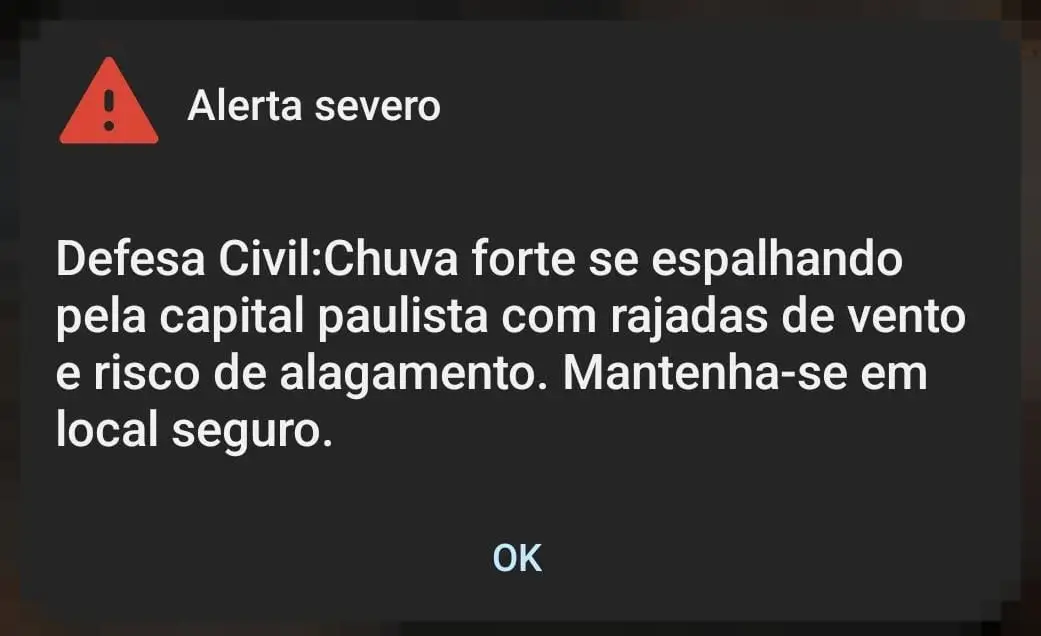 Alerta severo
Defesa Civil:Chuva forte se espalhando
pela capital paulista com rajadas de vento
e risco de alagamento. Mantenha-se em
local seguro.
OK